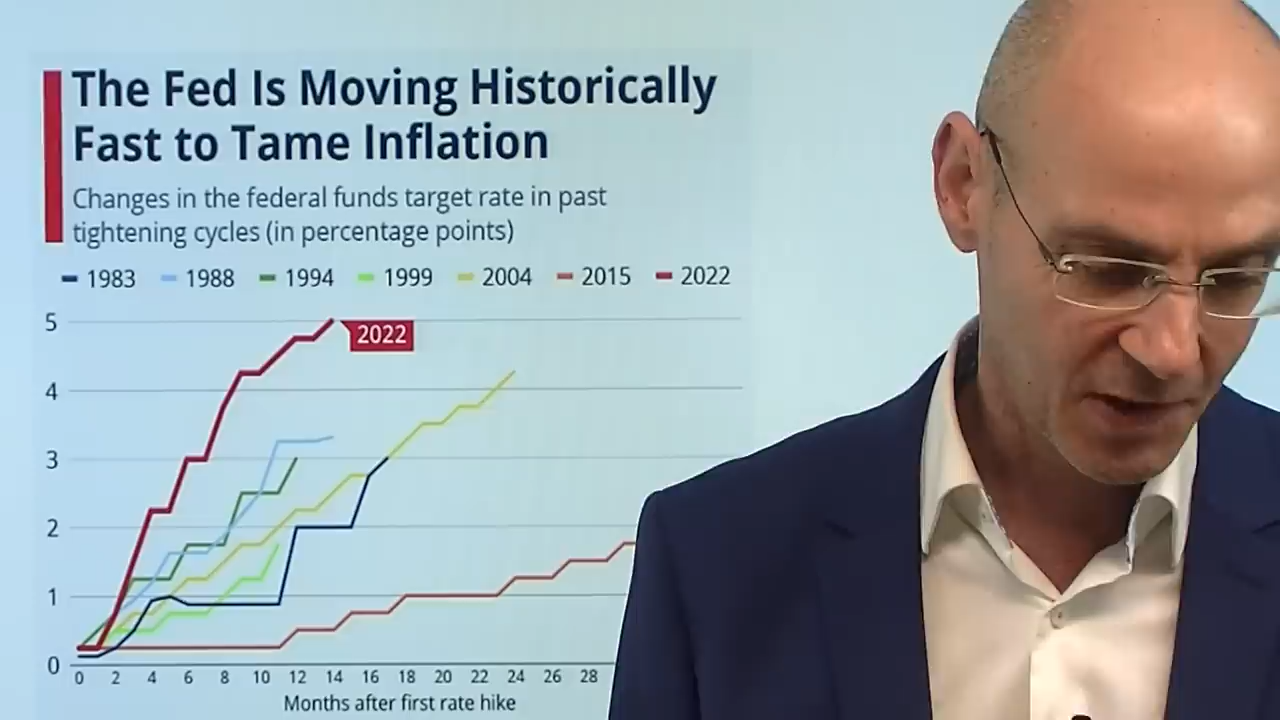 The Fed Is Moving Historically
Fast to Tame Inflation
Changes in the federal funds target rate in past
tightening cycles (in percentage points)
1983 1988 1994 1999 2004 2015 2022
5
2022
4
3
2
1
0
0 2 4 6 8 10 12 14 16 18 20 22 24 26 28
Months after first rate hike